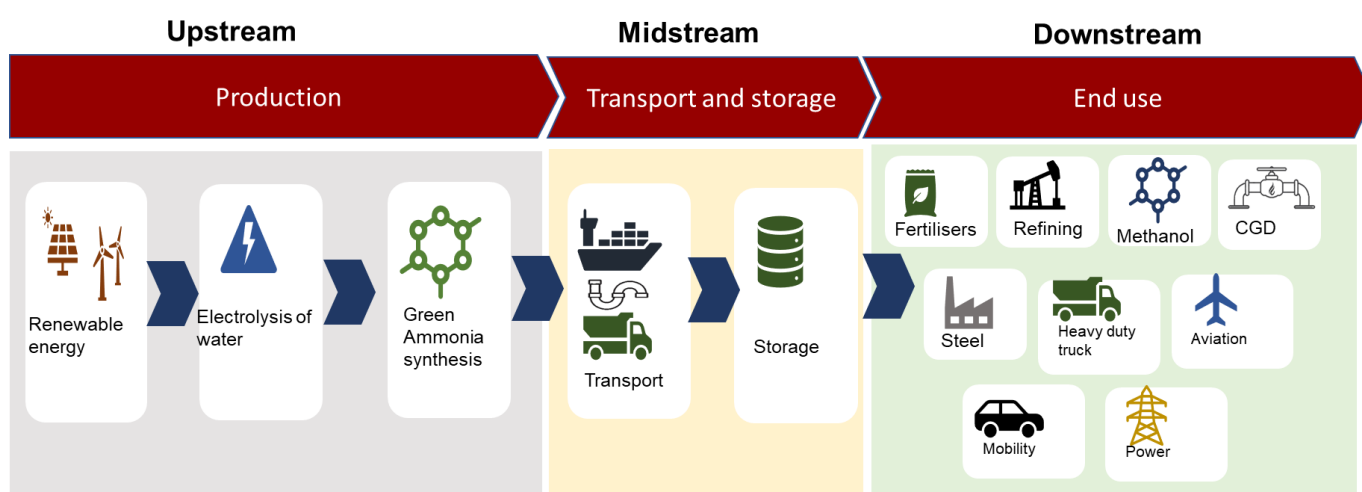 Upstream
Midstream
Downstream
Production
Transport and storage
End use
Renewable
energy
Electrolysis of
water
Green
Ammonia
synthesis
Transport
Storage
Fertilisers
Refining
Methanol
CGD
Steel
Heavy duty
truck
Aviation
Mobility
Power